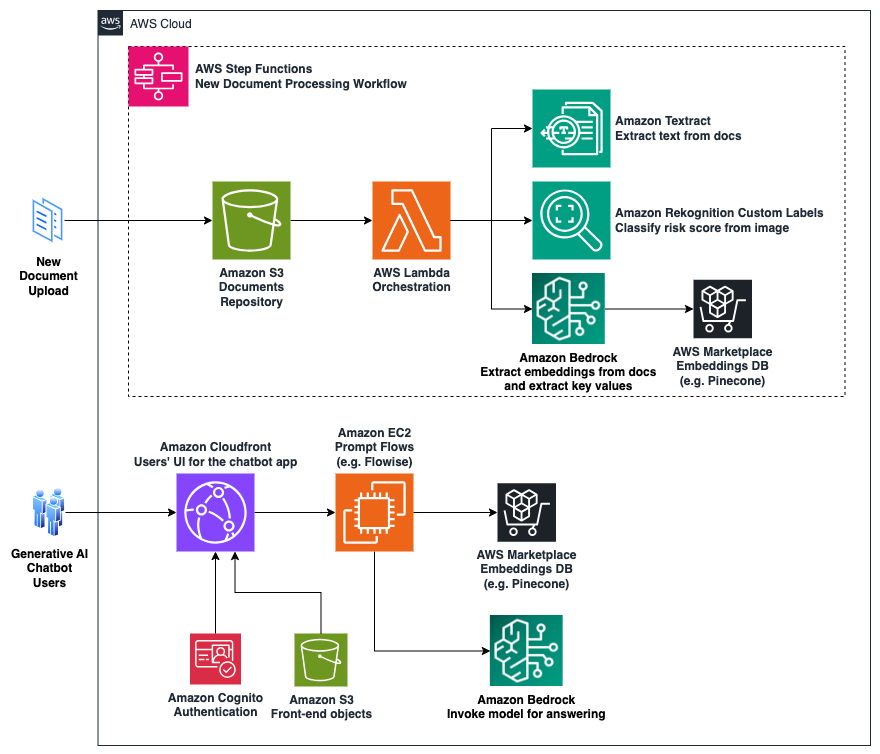 aws
AWS Cloud
AWS Step Functions
New Document Processing Workflow
Amazon Textract
Extract text from docs
Amazon Rekognition Custom Labels
Classify risk score from image
New
Document
Upload
Amazon S3
Documents
Repository
AWS Lambda
Orchestration
Amazon Bedrock
Extract embeddings from docs
and extract key values
AWS Marketplace
Embeddings DB
(e.g. Pinecone)
Amazon Cloudfront
Users' UI for the chatbot app
Amazon EC2
Prompt Flows
(e.g. Flowise)
Generative AI
Chatbot
Users
AWS Marketplace
Embeddings DB
(e.g. Pinecone)
Amazon Cognito
Authentication
Amazon S3
Front-end objects
Amazon Bedrock
Invoke model for answering